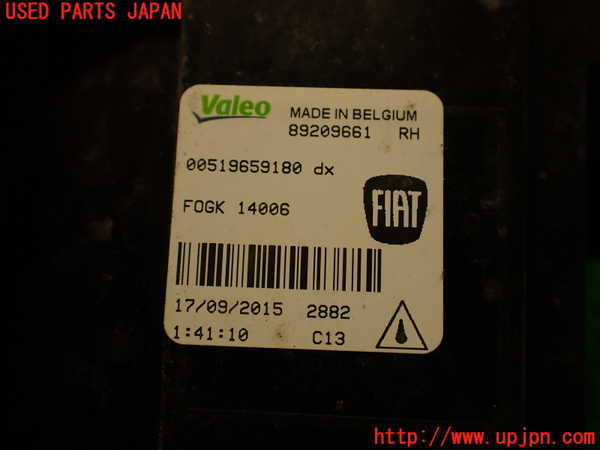 USED PARTS JAPAN
Valeo
MADE IN BELGIUM
89209661 RH
00519659180 dx
FOGK 14006
FIAT
17/09/2015 2882
1:41:10 C13
http://www.upjpn.com/